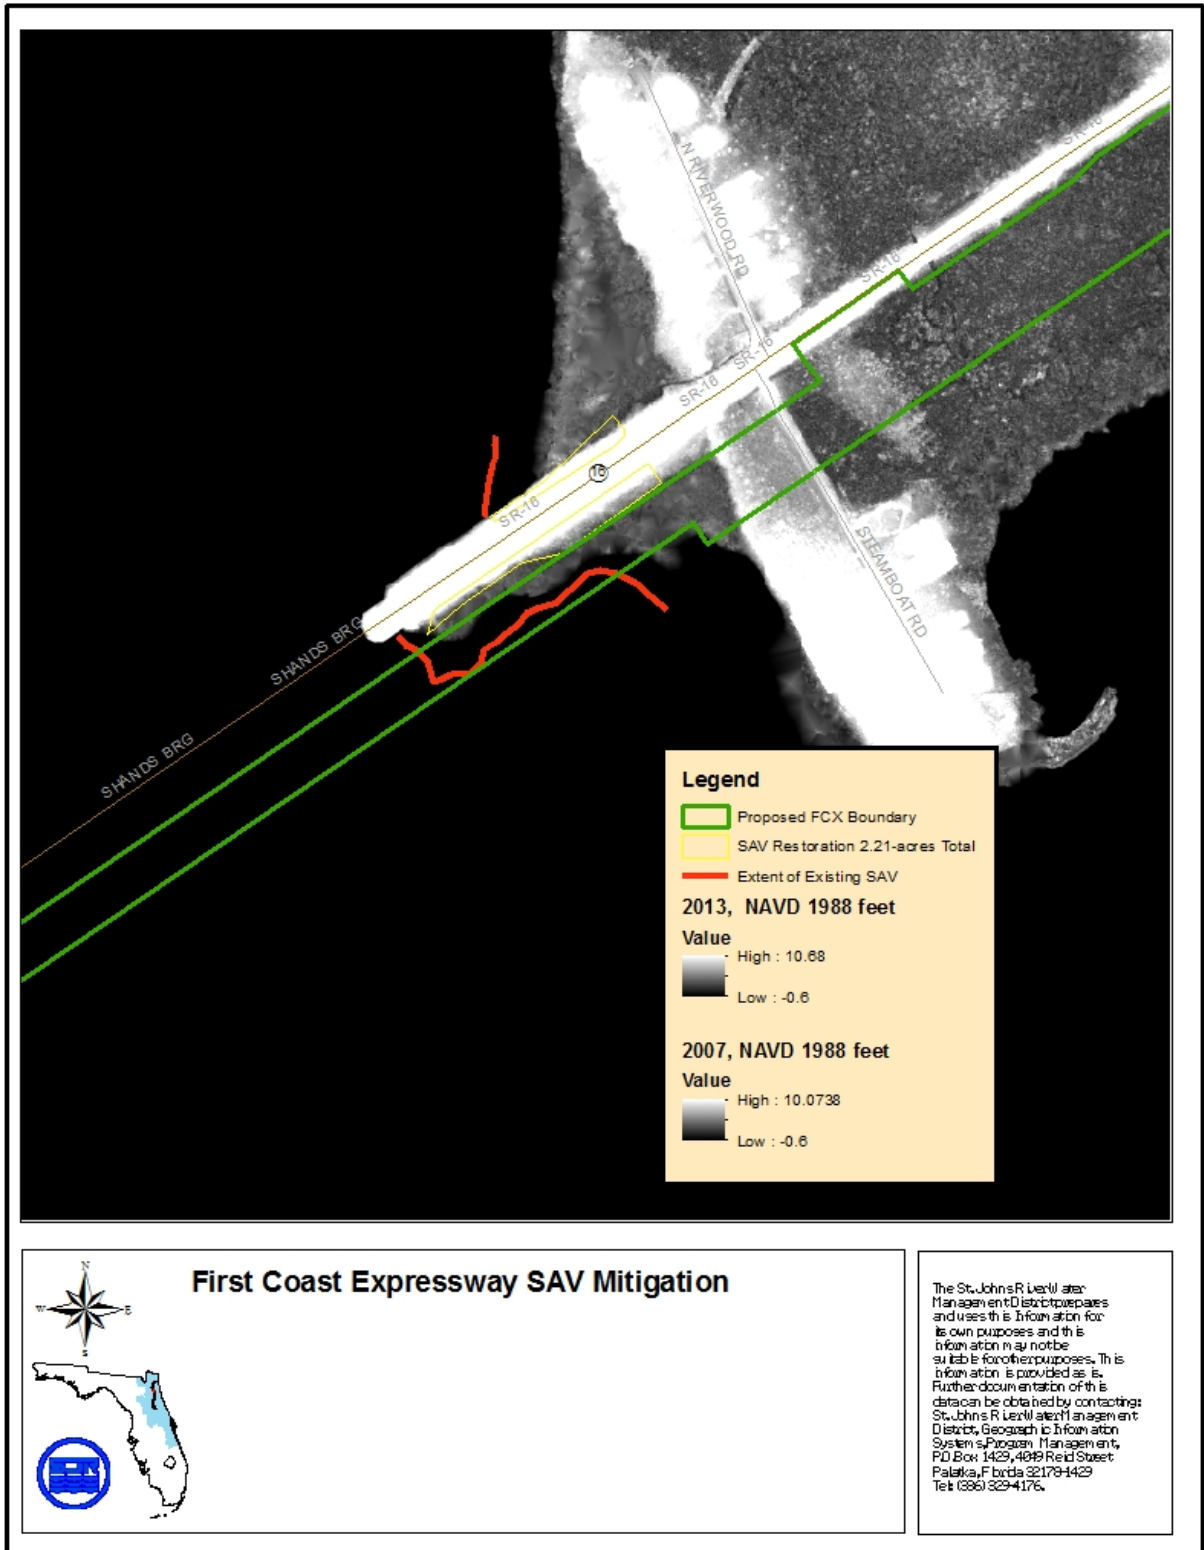 SR-16
N RIVERWOOD RD
SR-16
SR-16
SR-16
16
SR-16
STEAMBOAT RD
SHANDS BRG
SHANDS BRG
Legend
Proposed FCX Boundary
SAV Restoration 2.21-acres Total
Extent of Existing SAV
2013, NAVD 1988 feet
Value
High : 10.68
Low : -0.6
2007, NAVD 1988 feet
Value
High : 10.0738
Low : -0.6
First Coast Expressway SAV Mitigation
N
W
E
S
The St. Johns River Water
Management District prepares
and uses this information for
its own purposes and this
information may not be
suitable for other purposes. This
information is provided as is.
Further documentation of this
data can be obtained by contacting:
St. Johns River Water Management
District, Geographic Information
Systems, Program Management,
P.O. Box 1429, 4049 Reid Street
Palatka, Florida 32178-1429
Tel: (386) 329-4176.